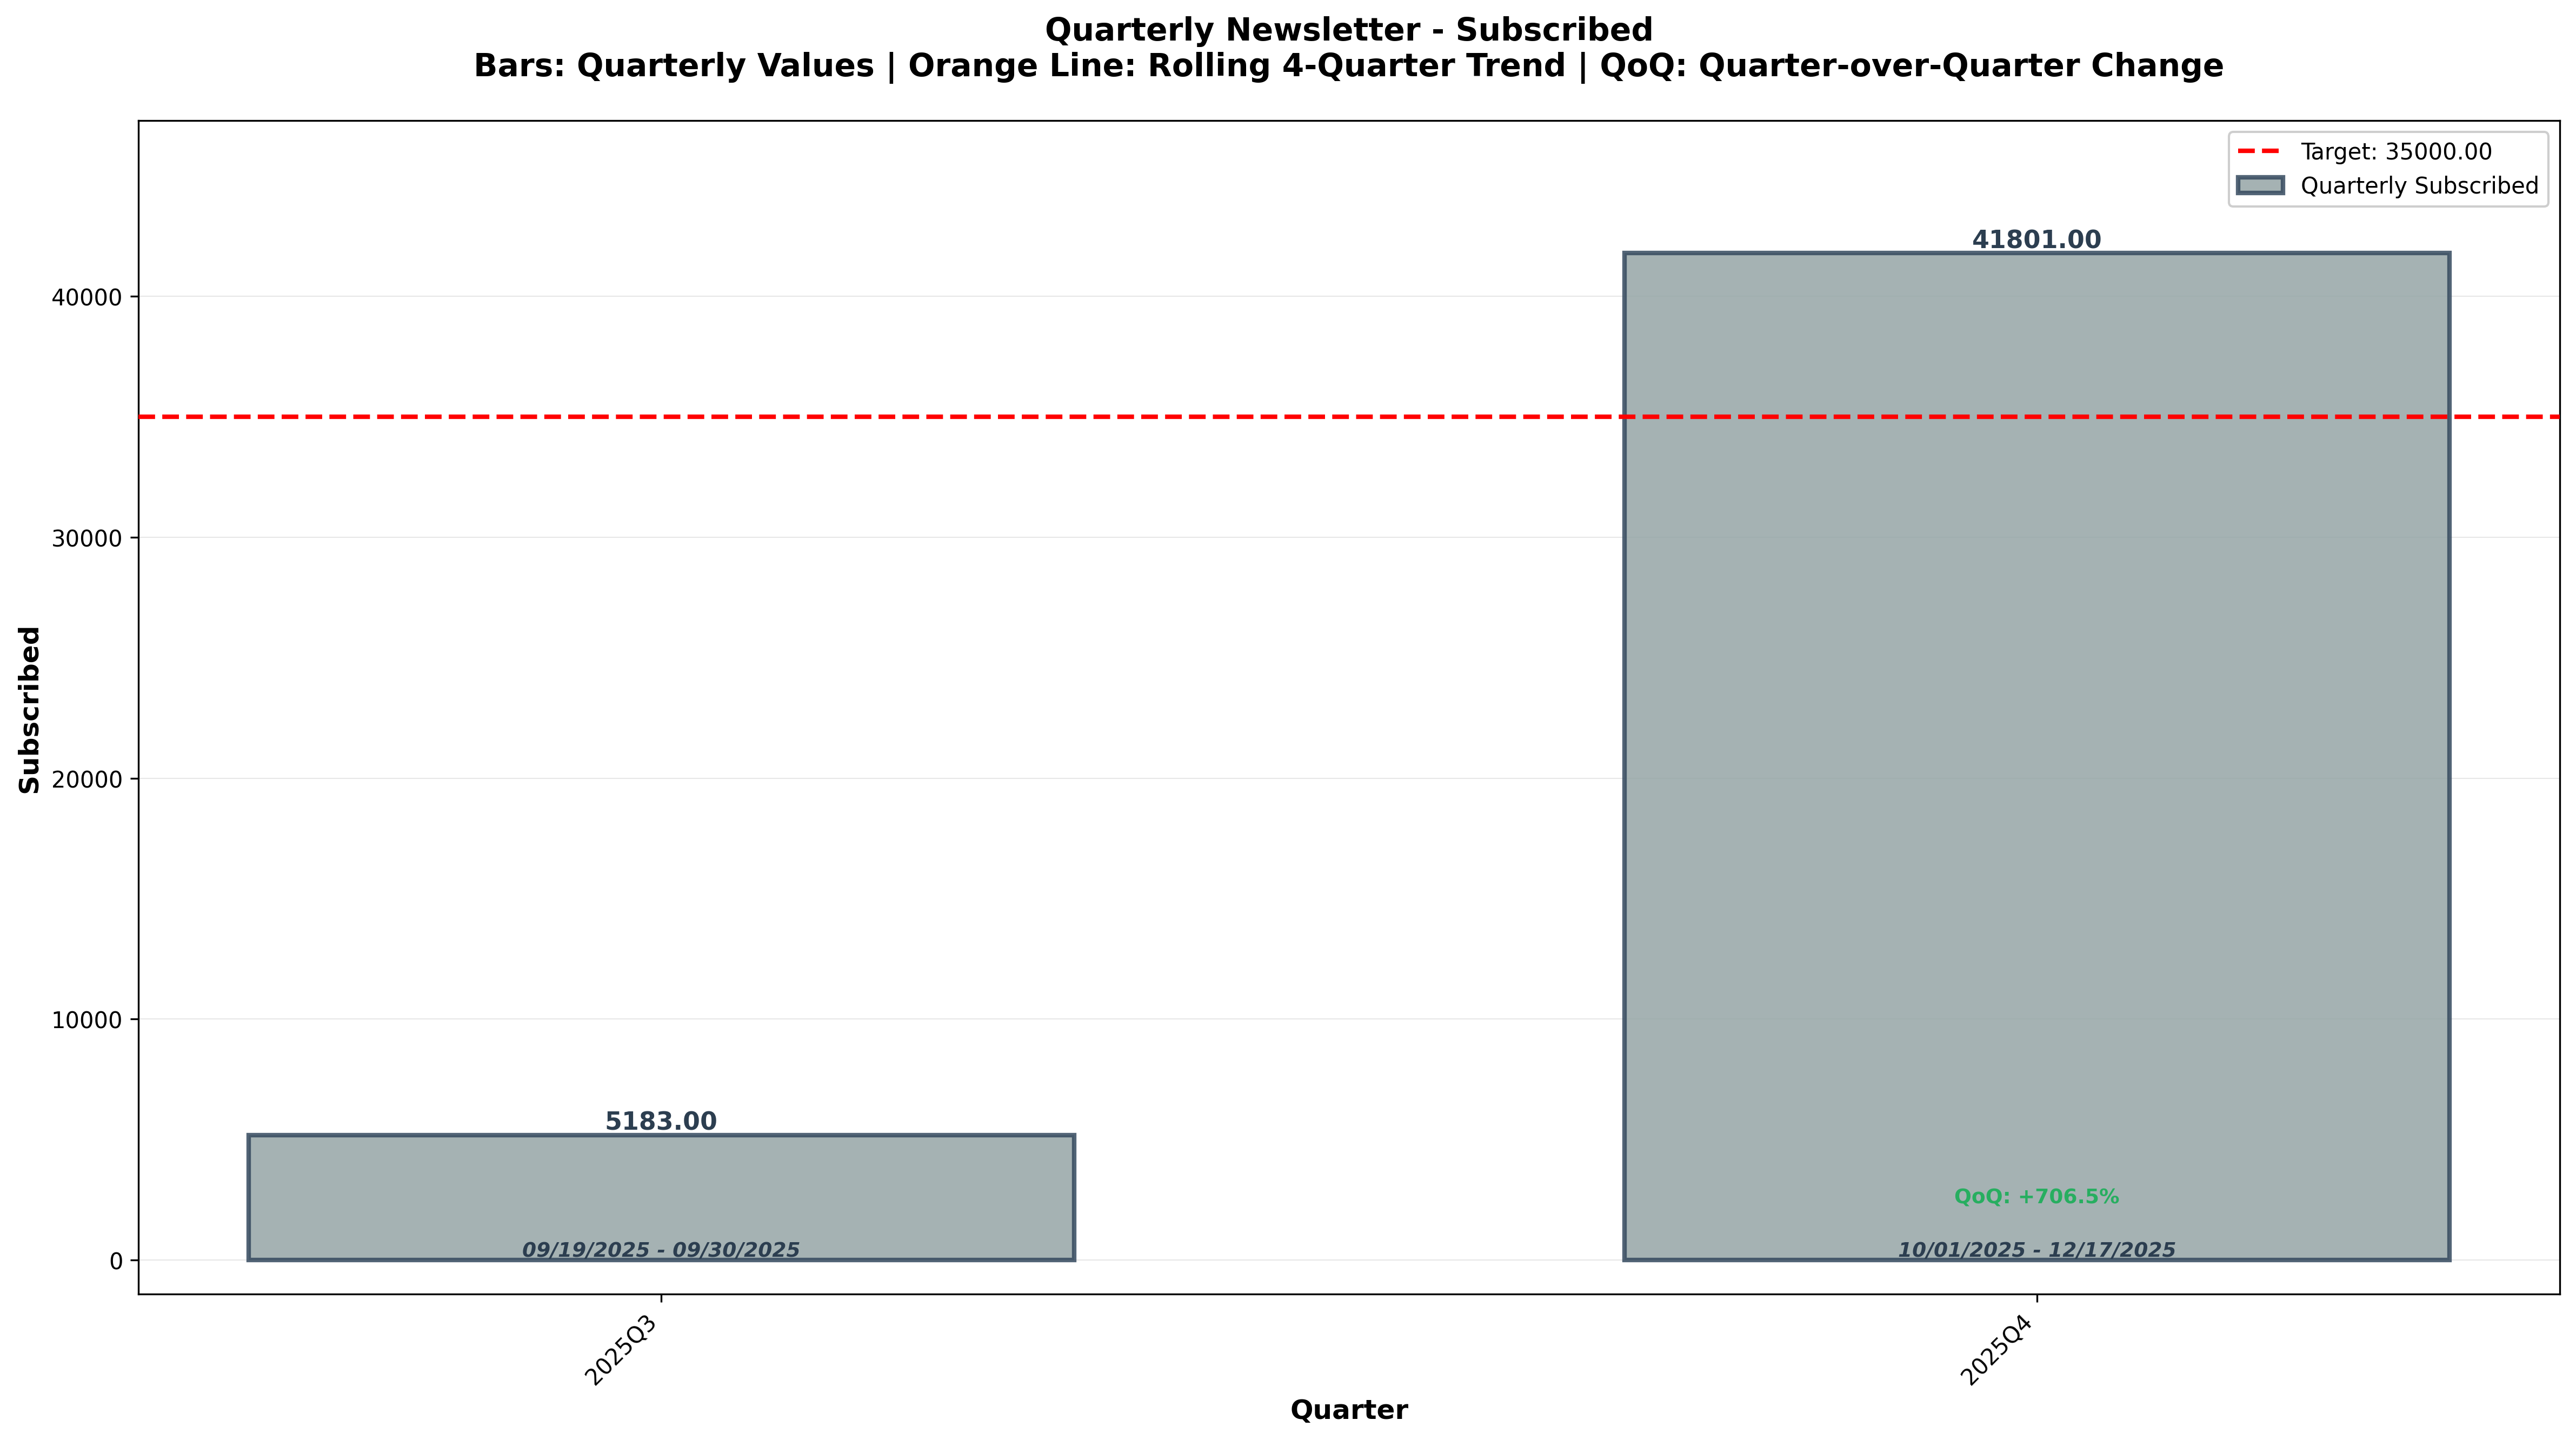 Quarterly Newsletter - Subscribed
Bars: Quarterly Values | Orange Line: Rolling 4-Quarter Trend | QoQ: Quarter-over-Quarter Change
Target: 35000.00
Quarterly Subscribed
41801.00
40000
30000
Subscribed
20000
10000
5183.00
QoQ: +706.5%
09/19/2025 - 09/30/2025
10/01/2025 - 12/17/2025
0
2025Q3
2025Q4
Quarter